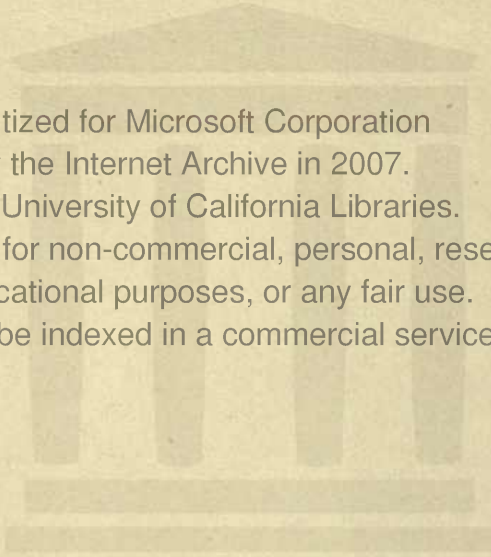 tized for Microsoft Corporation
the Internet Archive in 2007.
University of California Libraries.
for non-commercial, personal, rese
cational purposes, or any fair use.
be indexed in a commercial service